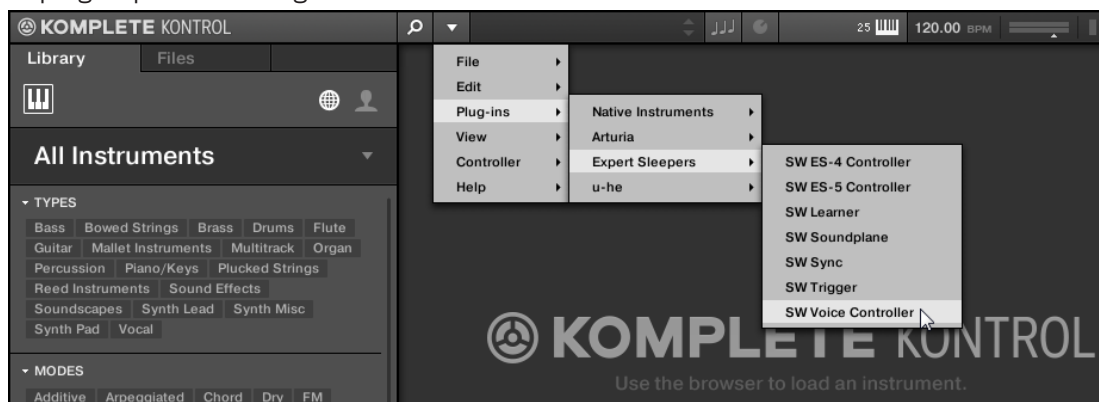 KOMPLETE KONTROL
25
120.00 BPM
Library Files
All Instruments
TYPES
Bass Bowed Strings Brass Drums Flute
Guitar Mallet Instruments Multitrack Organ
Percussion Piano/Keys Plucked Strings
Reed Instruments Sound Effects
Soundscapes Synth Lead Synth Misc
Synth Pad Vocal
MODES
Additive Arpeggiated Chord Dry FM
File
Edit
Plug-ins
View
Controller
Help
Native Instruments
Arturia
Expert Sleepers
u-he
SW ES-4 Controller
SW ES-5 Controller
SW Learner
SW Soundplane
SW Sync
SW Trigger
SW Voice Controller
KOMPLETE KONTROL
Use the browser to load an instrument.